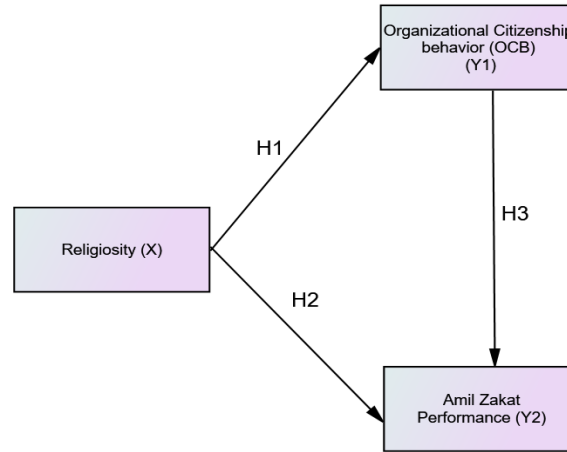 Organizational Citizenship
behavior (OCB)
(Y1)
H1
H3
Religiosity (X)
H2
Amil Zakat
Performance (Y2)